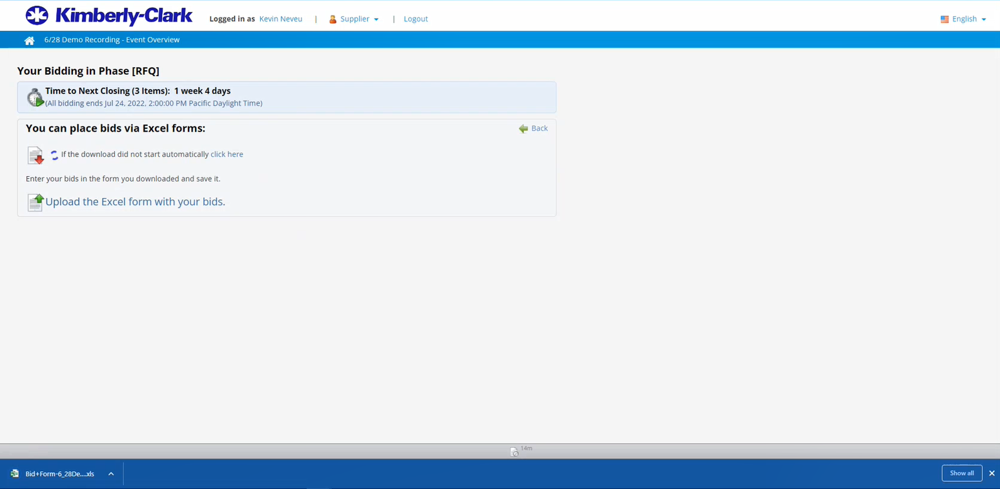 Kimberly-Clark Logged in as Kevin Neveu | Supplier | Logout English
6/28 Demo Recording - Event Overview
Your Bidding in Phase [RFQ]
Time to Next Closing (3 Items): 1 week 4 days
(All bidding ends Jul 24, 2022, 2:00:00 PM Pacific Daylight Time)
You can place bids via Excel forms: Back
If the download did not start automatically click here
Enter your bids in the form you downloaded and save it.
Upload the Excel form with your bids.
14m
Bid+Form-6_28De....xls Show all